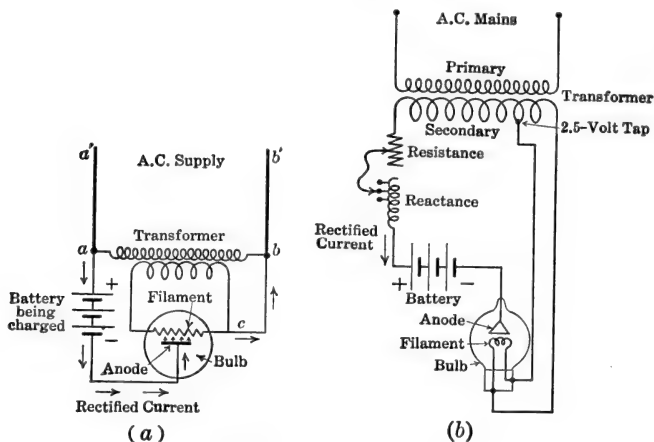 a'
A.C. Supply
b'
Transformer
a
b
+
Battery
being
charged
-
Filament
c
Anode
Bulb
Rectified Current
(a)
A.C. Mains
Primary
Transformer
Secondary
2.5-Volt Tap
Resistance
Reactance
Rectified
Current
+
Battery
-
Anode
Filament
Bulb
(b)